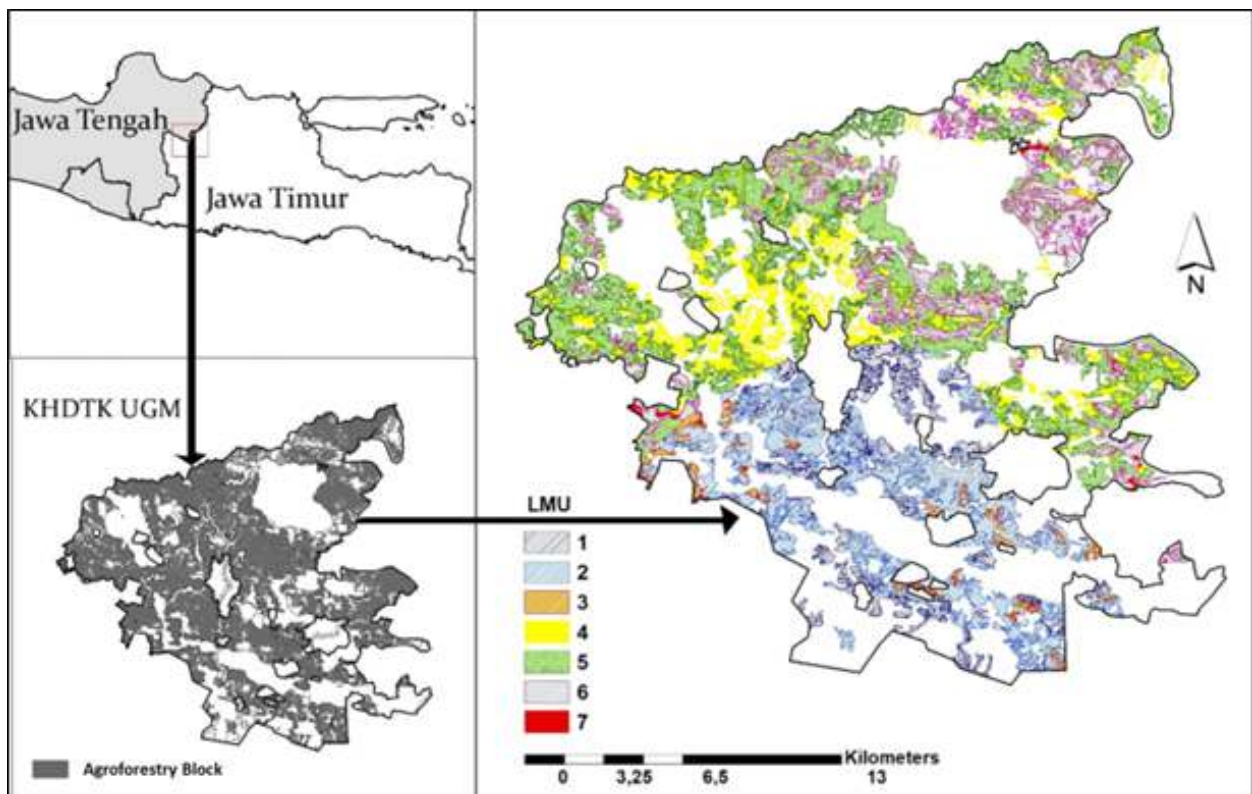 Jawa Tengah
Jawa Timur
KHDTK UGM
Agroforestry Block
N
LMU
1
2
3
4
5
6
7
Kilometers
0 3,25 6,5 13